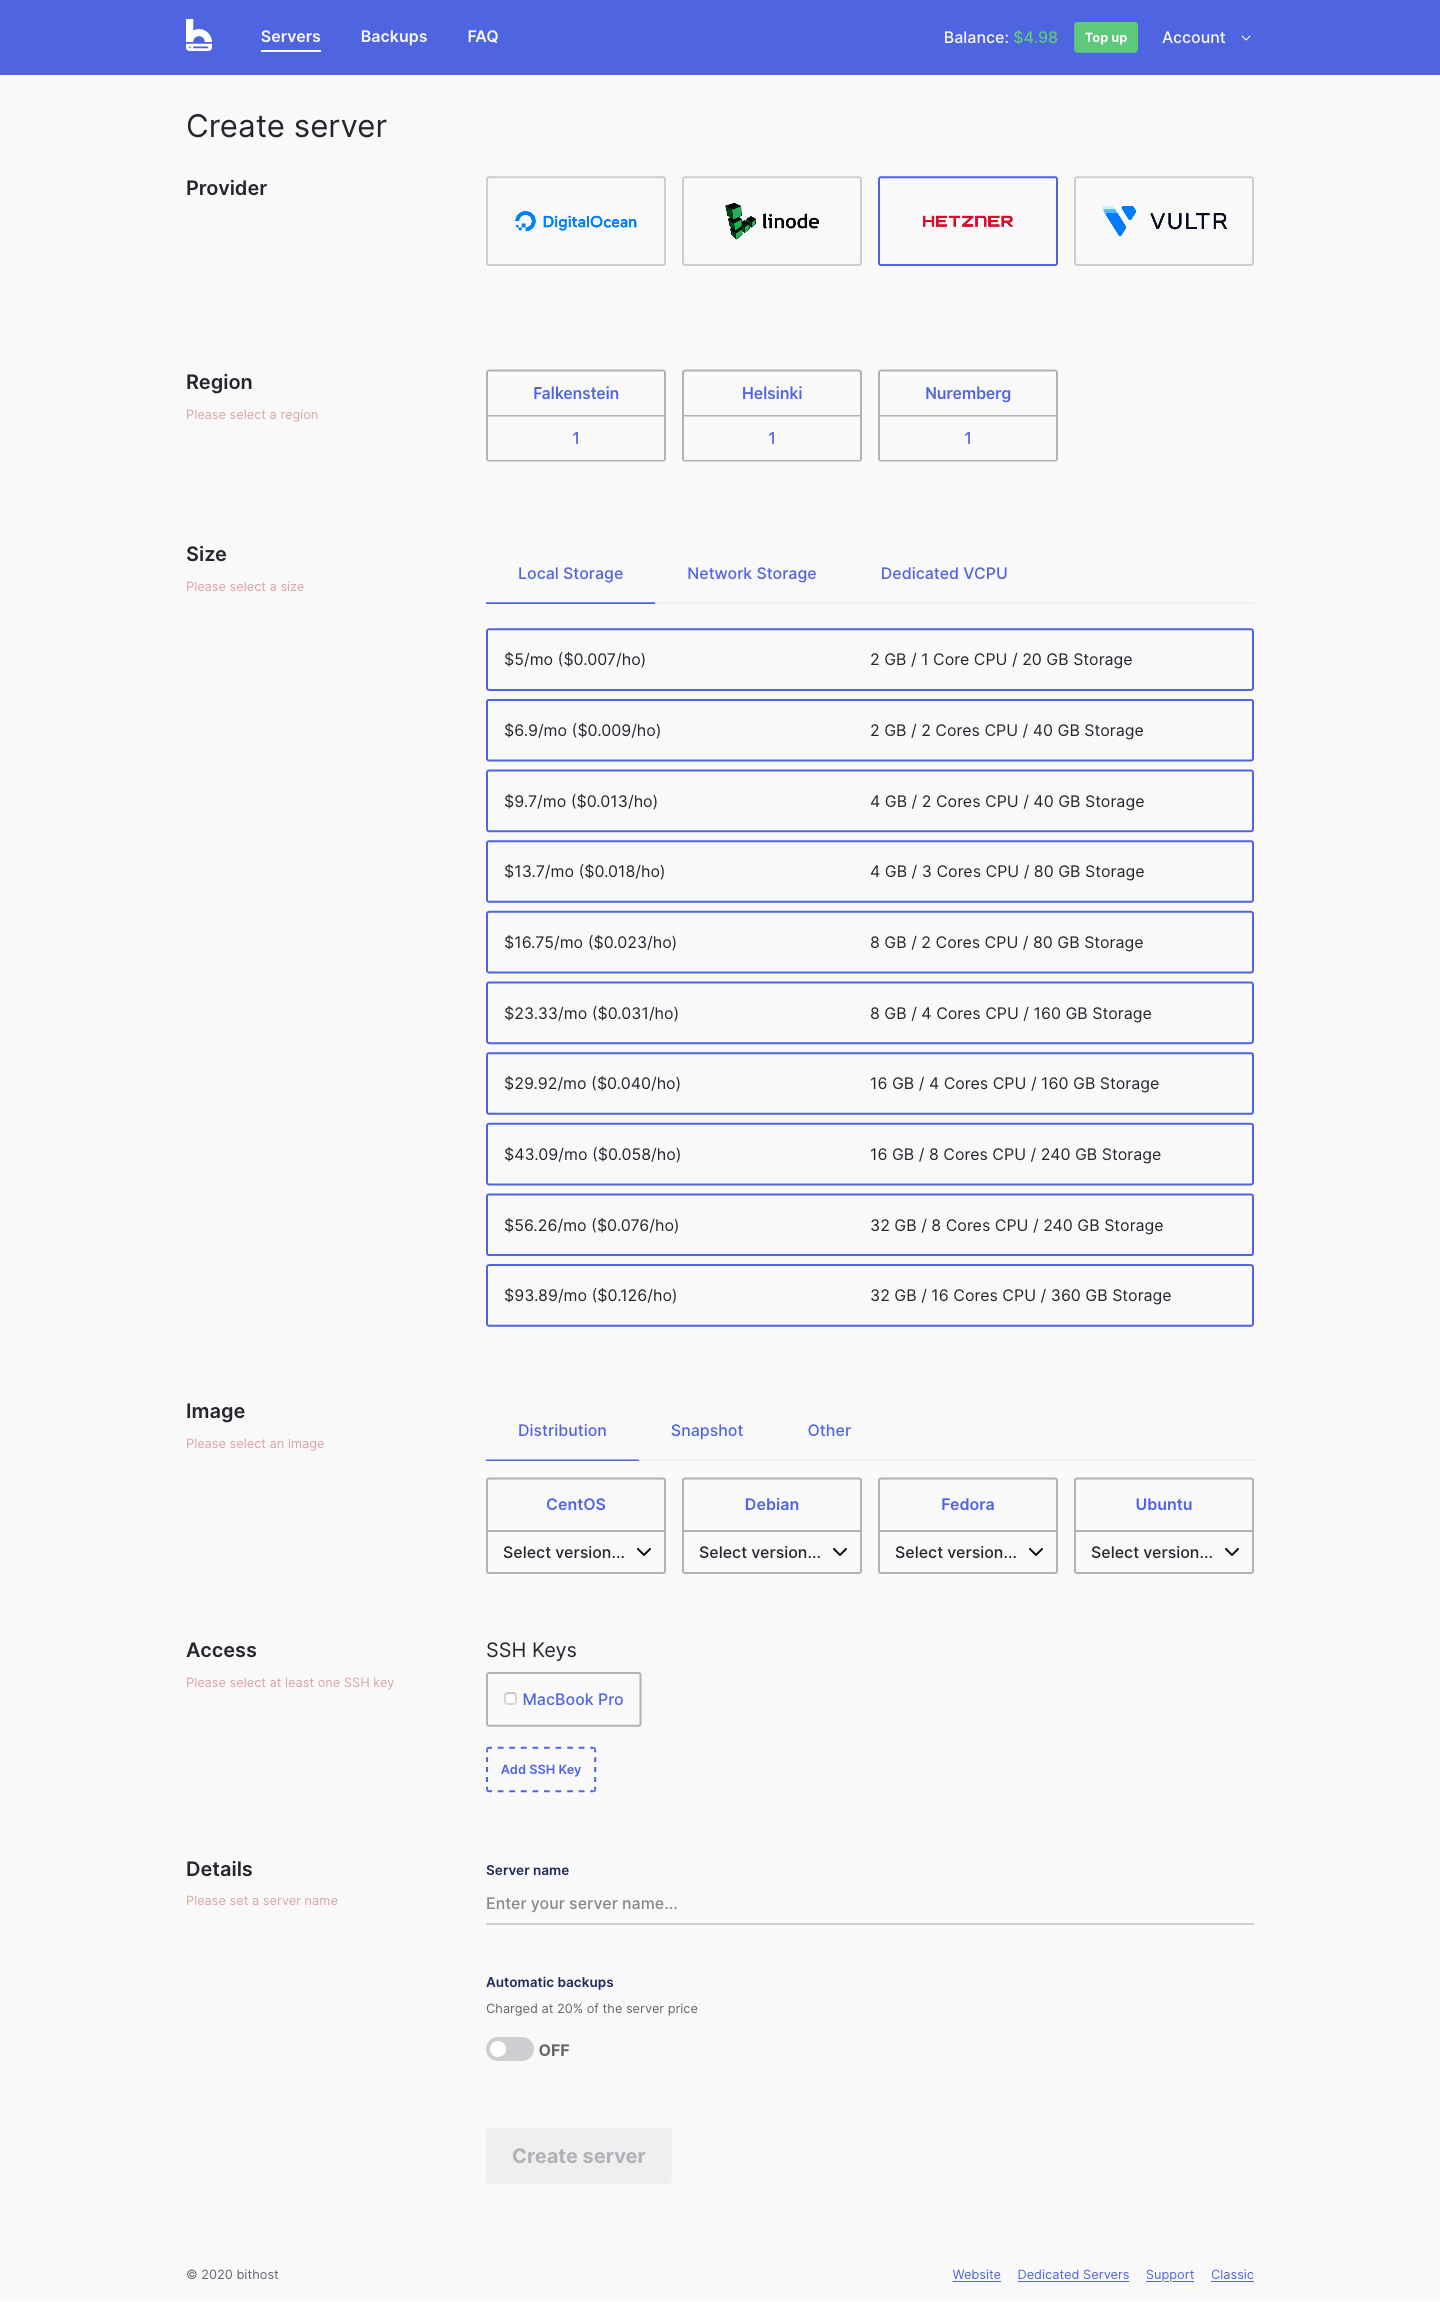 Servers Backups FAQ Balance: $4.98 Top up Account
Create server
Provider
DigitalOcean linode HETZNER VULTR
Region
Please select a region
Falkenstein Helsinki Nuremberg
1 1 1
Size
Please select a size
Local Storage Network Storage Dedicated VCPU
$5/mo ($0.007/ho) 2 GB / 1 Core CPU / 20 GB Storage
$6.9/mo ($0.009/ho) 2 GB / 2 Cores CPU / 40 GB Storage
$9.7/mo ($0.013/ho) 4 GB / 2 Cores CPU / 40 GB Storage
$13.7/mo ($0.018/ho) 4 GB / 3 Cores CPU / 80 GB Storage
$16.75/mo ($0.023/ho) 8 GB / 2 Cores CPU / 80 GB Storage
$23.33/mo ($0.031/ho) 8 GB / 4 Cores CPU / 160 GB Storage
$29.92/mo ($0.040/ho) 16 GB / 4 Cores CPU / 160 GB Storage
$43.09/mo ($0.058/ho) 16 GB / 8 Cores CPU / 240 GB Storage
$56.26/mo ($0.076/ho) 32 GB / 8 Cores CPU / 240 GB Storage
$93.89/mo ($0.126/ho) 32 GB / 16 Cores CPU / 360 GB Storage
Image
Please select an image
Distribution Snapshot Other
CentOS Debian Fedora Ubuntu
Select version... Select version... Select version... Select version...
Access
Please select at least one SSH key
SSH Keys
MacBook Pro
Add SSH Key
Details
Please set a server name
Server name
Enter your server name...
Automatic backups
Charged at 20% of the server price
OFF
Create server
© 2020 bithost Website Dedicated Servers Support Classic